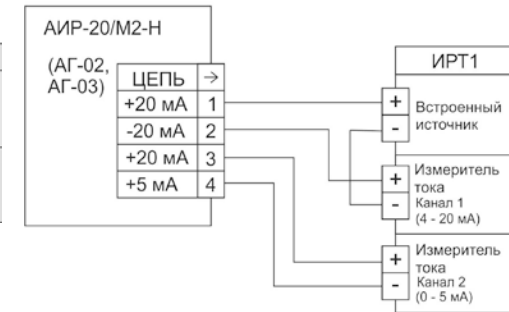 АИР-20/М2-Н
(АГ-02,
АГ-03)
ЦЕПЬ →
+20 мА 1
-20 мА 2
+20 мА 3
+5 мА 4
ИРТ1
+ Встроенный
- источник
+ Измеритель
тока
- Канал 1
(4 - 20 мА)
+ Измеритель
тока
- Канал 2
(0 - 5 мА)